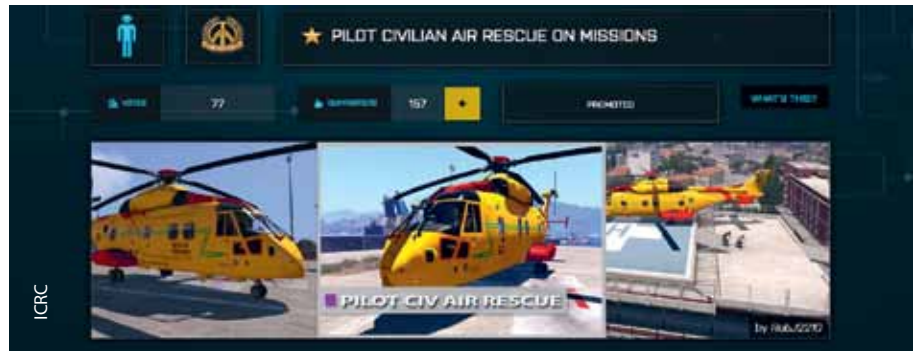 PILOT CIVILIAN AIR RESCUE ON MISSIONS
77
157 +
PROMOTED
WHAT'S THIS?
PILOT CIV AIR RESCUE
H
ICRC